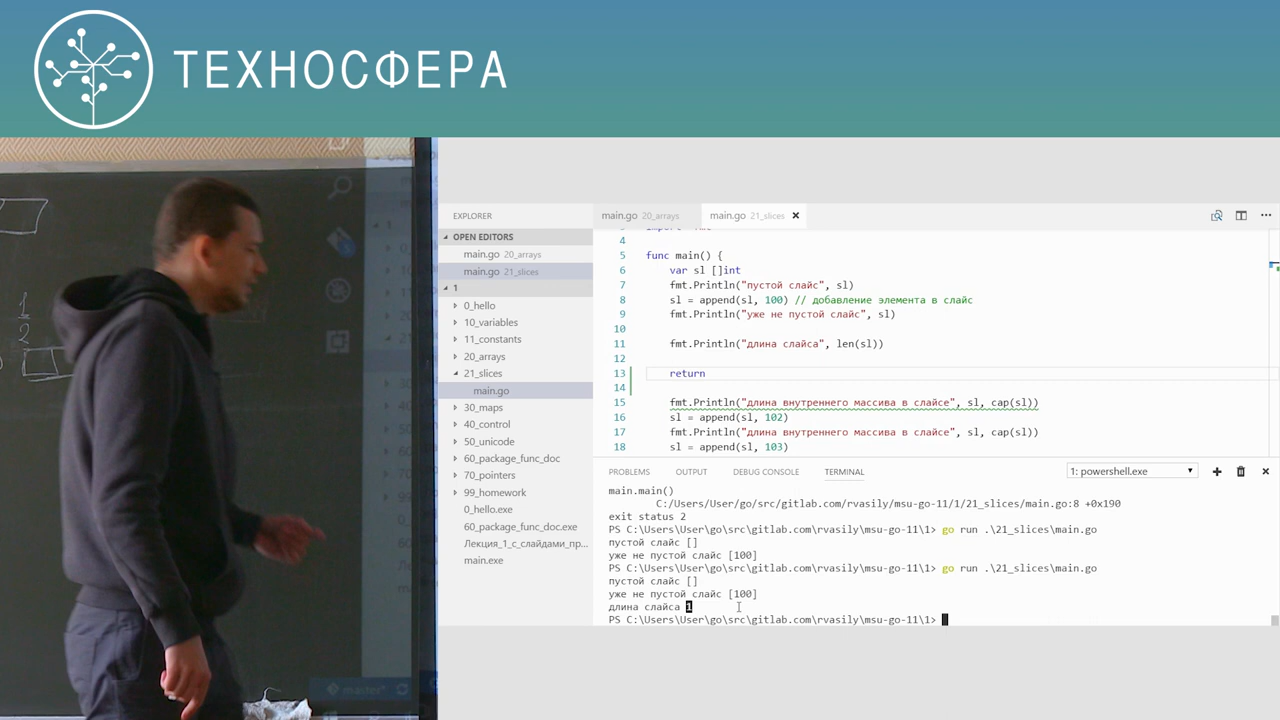 ТЕХНОСФЕРА
1
2
master*
EXPLORER
OPEN EDITORS
main.go 20_arrays
main.go 21_slices
1
0_hello
10_variables
11_constants
20_arrays
21_slices
main.go
30_maps
40_control
50_unicode
60_package_func_doc
70_pointers
99_homework
0_hello.exe
60_package_func_doc.exe
Лекция_1_с_слайдами_пр...
main.exe
main.go 20_arrays
main.go 21_slices
4
5 func main() {
6 var sl []int
7 fmt.Println("пустой слайс", sl)
8 sl = append(sl, 100) // добавление элемента в слайс
9 fmt.Println("уже не пустой слайс", sl)
10
11 fmt.Println("длина слайса", len(sl))
12
13 return
14
15 fmt.Println("длина внутреннего массива в слайсе", sl, cap(sl))
16 sl = append(sl, 102)
17 fmt.Println("длина внутреннего массива в слайсе", sl, cap(sl))
18 sl = append(sl, 103)
PROBLEMS OUTPUT DEBUG CONSOLE TERMINAL 1: powershell.exe
main.main()
C:/Users/User/go/src/gitlab.com/rvasily/msu-go-11/1/21_slices/main.go:8 +0x190
exit status 2
PS C:\Users\User\go\src\gitlab.com\rvasily\msu-go-11\1> go run .\21_slices\main.go
пустой слайс []
уже не пустой слайс [100]
PS C:\Users\User\go\src\gitlab.com\rvasily\msu-go-11\1> go run .\21_slices\main.go
пустой слайс []
уже не пустой слайс [100]
длина слайса 1
PS C:\Users\User\go\src\gitlab.com\rvasily\msu-go-11\1>